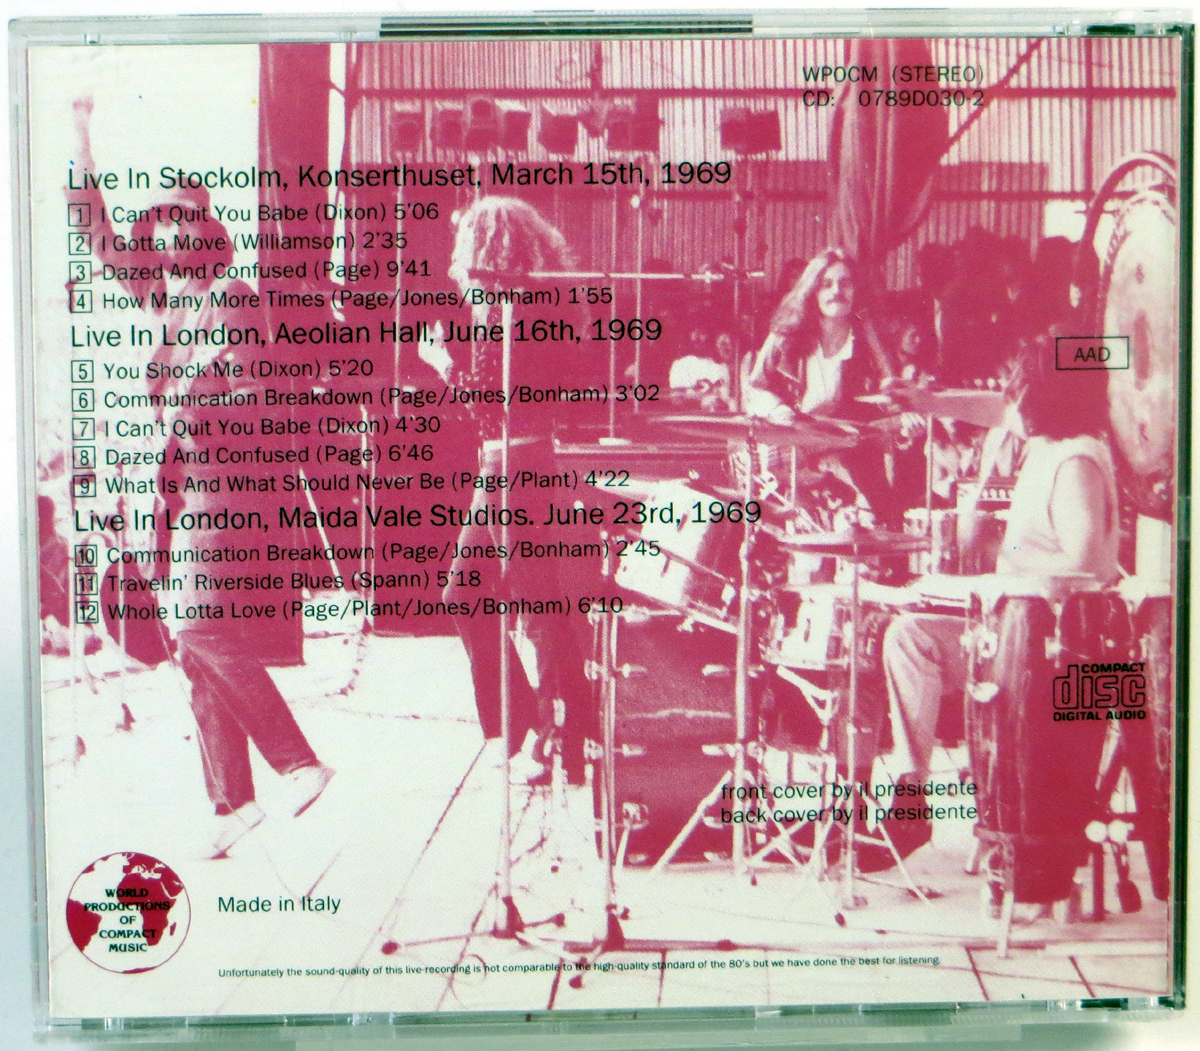 WPOCM (STEREO)
CD: 0789D030-2
Live In Stockolm, Konserthuset, March 15th, 1969
1 I Can't Quit You Babe (Dixon) 5'06
2 I Gotta Move (Williamson) 2'35
3 Dazed And Confused (Page) 9'41
4 How Many More Times (Page/Jones/Bonham) 1'55
Live In London, Aeolian Hall, June 16th, 1969
5 You Shock Me (Dixon) 5'20
6 Communication Breakdown (Page/Jones/Bonham) 3'02
7 I Can't Quit You Babe (Dixon) 4'30
8 Dazed And Confused (Page) 6'46
9 What Is And What Should Never Be (Page/Plant) 4'22
Live In London, Maida Vale Studios. June 23rd, 1969
10 Communication Breakdown (Page/Jones/Bonham) 2'45
11 Travelin' Riverside Blues (Spann) 5'18
12 Whole Lotta Love (Page/Plant/Jones/Bonham) 6'10
AAD
COMPACT
disc
DIGITAL AUDIO
front cover by il presidente
back cover by il presidente
WORLD
PRODUCTIONS
OF
COMPACT
MUSIC
Made in Italy
Unfortunately the sound-quality of this live-recording is not comparable to the high-quality standard of the 80's but we have done the best for listening.